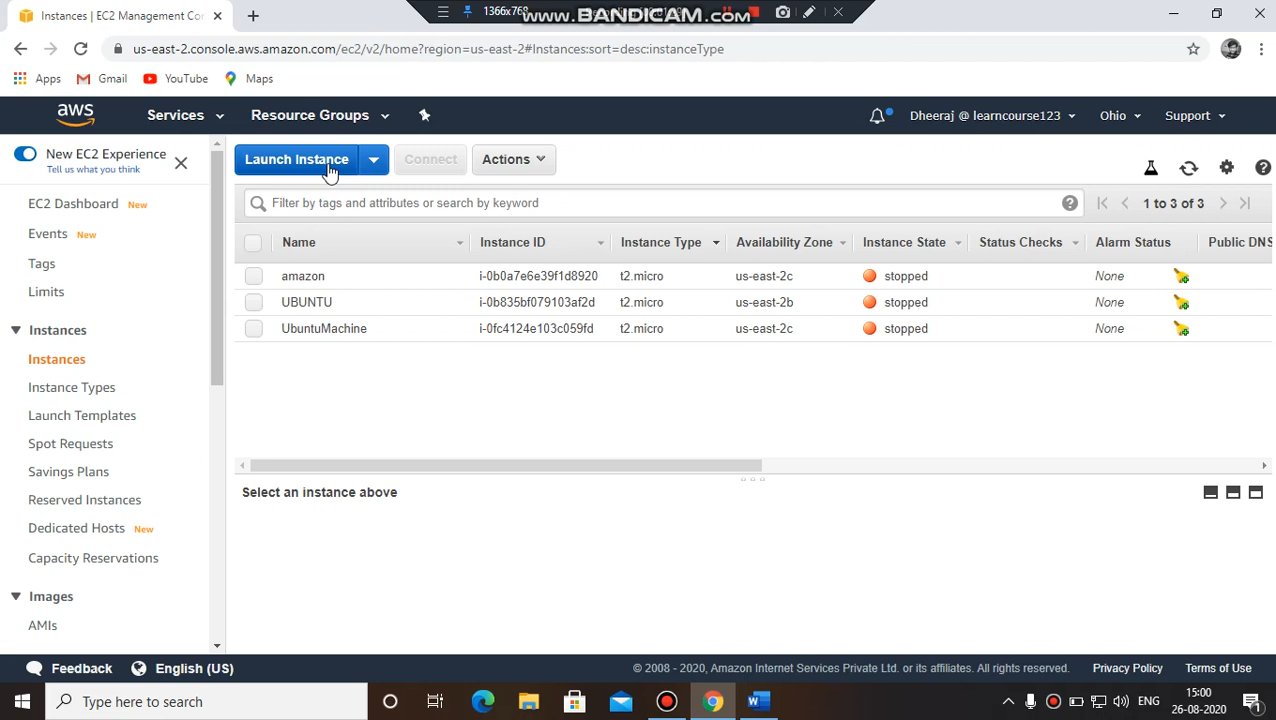 Instances | EC2 Management Con
1366x768
www.BANDICAM.com
us-east-2.console.aws.amazon.com/ec2/v2/home?region=us-east-2#Instances:sort=desc:instanceType
Apps Gmail YouTube Maps
aws Services Resource Groups Dheeraj @ learncourse123 Ohio Support
New EC2 Experience
Tell us what you think
Launch Instance Connect Actions
EC2 Dashboard New
Events New
Tags
Limits
Instances
Instances
Instance Types
Launch Templates
Spot Requests
Savings Plans
Reserved Instances
Dedicated Hosts New
Capacity Reservations
Images
AMIs
Filter by tags and attributes or search by keyword 1 to 3 of 3
Name Instance ID Instance Type Availability Zone Instance State Status Checks Alarm Status Public DNS
amazon i-0b0a7e6e39f1d8920 t2.micro us-east-2c stopped None
UBUNTU i-0b835bf079103af2d t2.micro us-east-2b stopped None
UbuntuMachine i-0fc4124e103c059fd t2.micro us-east-2c stopped None
Select an instance above
Feedback English (US) © 2008 - 2020, Amazon Internet Services Private Ltd. or its affiliates. All rights reserved. Privacy Policy Terms of Use
Type here to search
ENG
15:00
26-08-2020
1